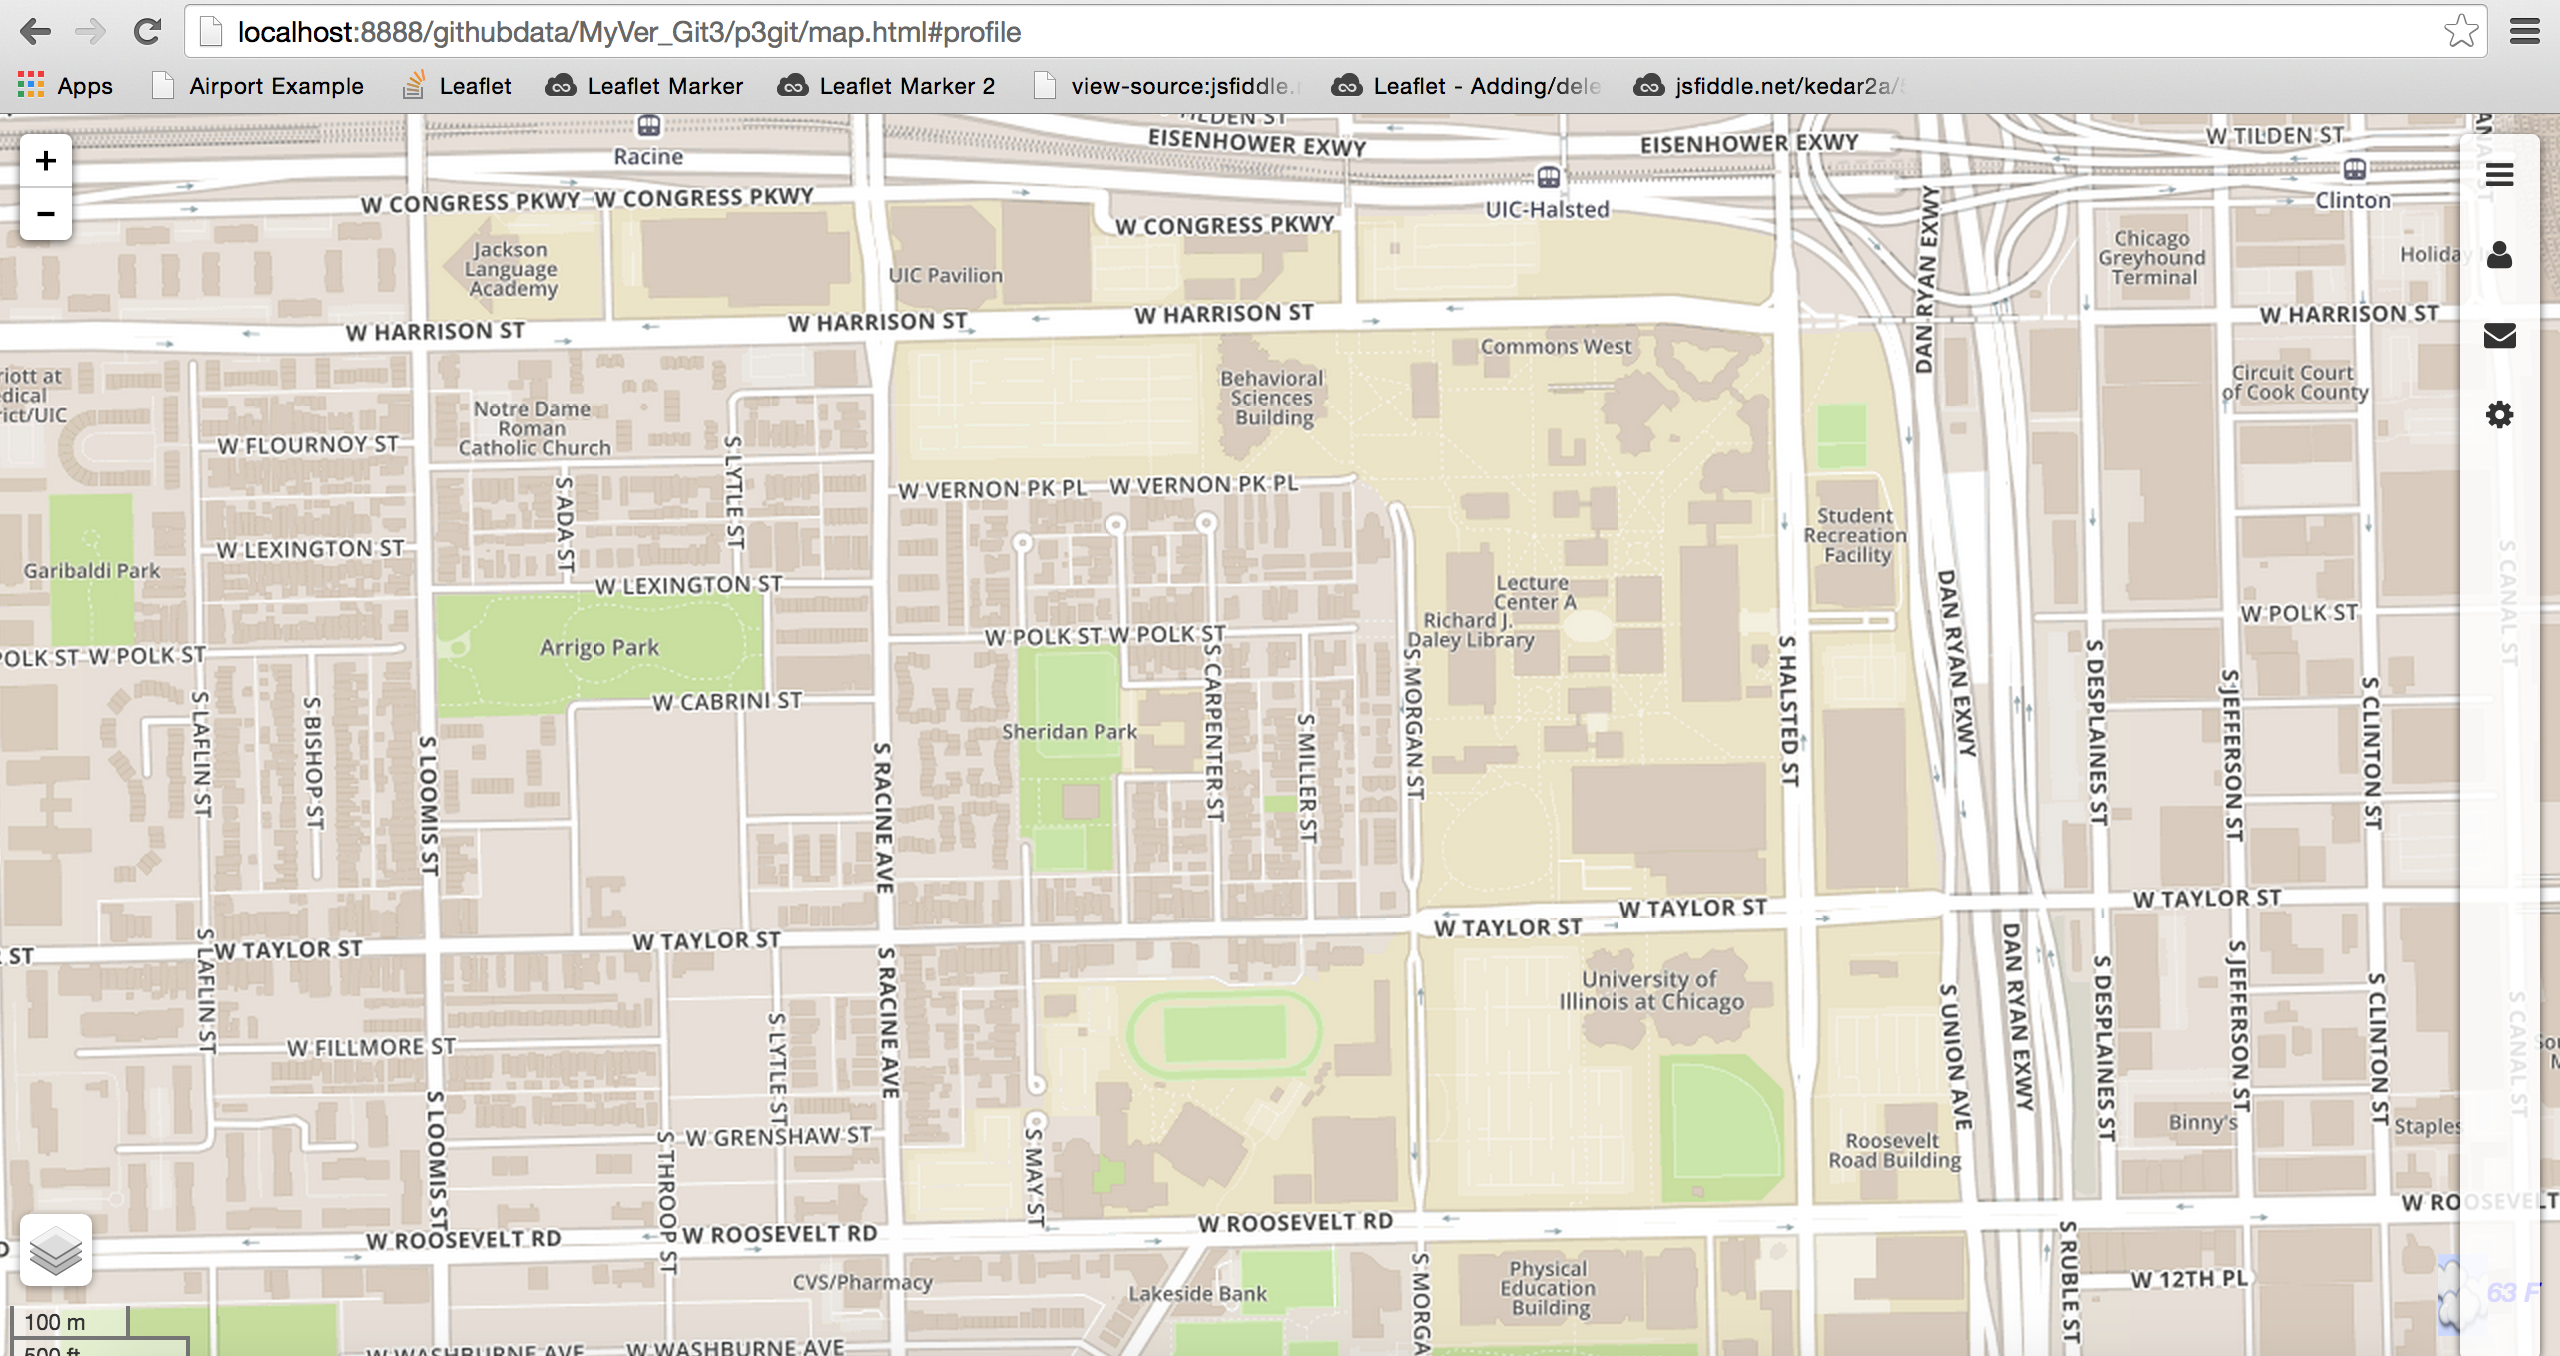 localhost:8888/githubdata/MyVer_Git3/p3git/map.html#profile
Apps
Airport Example
Leaflet
Leaflet Marker
Leaflet Marker 2
view-source:jsfiddle.
Leaflet - Adding/dele
jsfiddle.net/kedar2a/
EISENHOWER EXWY
EISENHOWER EXWY
W TILDEN ST
+
−
Racine
UIC-Halsted
Clinton
W CONGRESS PKWY
W CONGRESS PKWY
W CONGRESS PKWY
Jackson
Language
Academy
UIC Pavilion
DAN RYAN EXWY
Chicago
Greyhound
Terminal
Holiday
W HARRISON ST
W HARRISON ST
W HARRISON ST
W HARRISON ST
riott at
dical
rict/UIC
Commons West
Behavioral
Sciences
Building
Circuit Court
of Cook County
Notre Dame
Roman
Catholic Church
W FLOURNOY ST
S LYTLE ST
S ADA ST
W VERNON PK PL
W VERNON PK PL
Student
Recreation
Facility
W LEXINGTON ST
Garibaldi Park
W LEXINGTON ST
Lecture
Center A
Richard J.
Daley Library
DAN RYAN EXWY
S CANAL ST
W POLK ST
W POLK ST
W POLK ST
POLK ST
W POLK ST
Arrigo Park
W CABRINI ST
Sheridan Park
S LAFLIN ST
S BISHOP ST
S LOOMIS ST
S RACINE AVE
S CARPENTER ST
S MILLER ST
S MORGAN ST
S HALSTED ST
S DESPLAINES ST
S JEFFERSON ST
S CLINTON ST
ST
W TAYLOR ST
W TAYLOR ST
W TAYLOR ST
W TAYLOR ST
W TAYLOR ST
S LAFLIN ST
S RACINE AVE
University of
Illinois at Chicago
S UNION AVE
DAN RYAN EXWY
S DESPLAINES ST
S JEFFERSON ST
S CLINTON ST
S CANAL ST
W FILLMORE ST
S LYTLE ST
S LOOMIS ST
S THROOP ST
W GRENSHAW ST
S MAY ST
Roosevelt
Road Building
Binny's
Staples
W ROOSEVELT RD
W ROOSEVELT RD
W ROOSEVELT RD
W ROOSEVELT
CVS/Pharmacy
Lakeside Bank
S MORGA
Physical
Education
Building
S RUBLE ST
W 12TH PL
63 F
100 m
500 ft
W WASHBURNE AVE
W WASHBURNE AVE